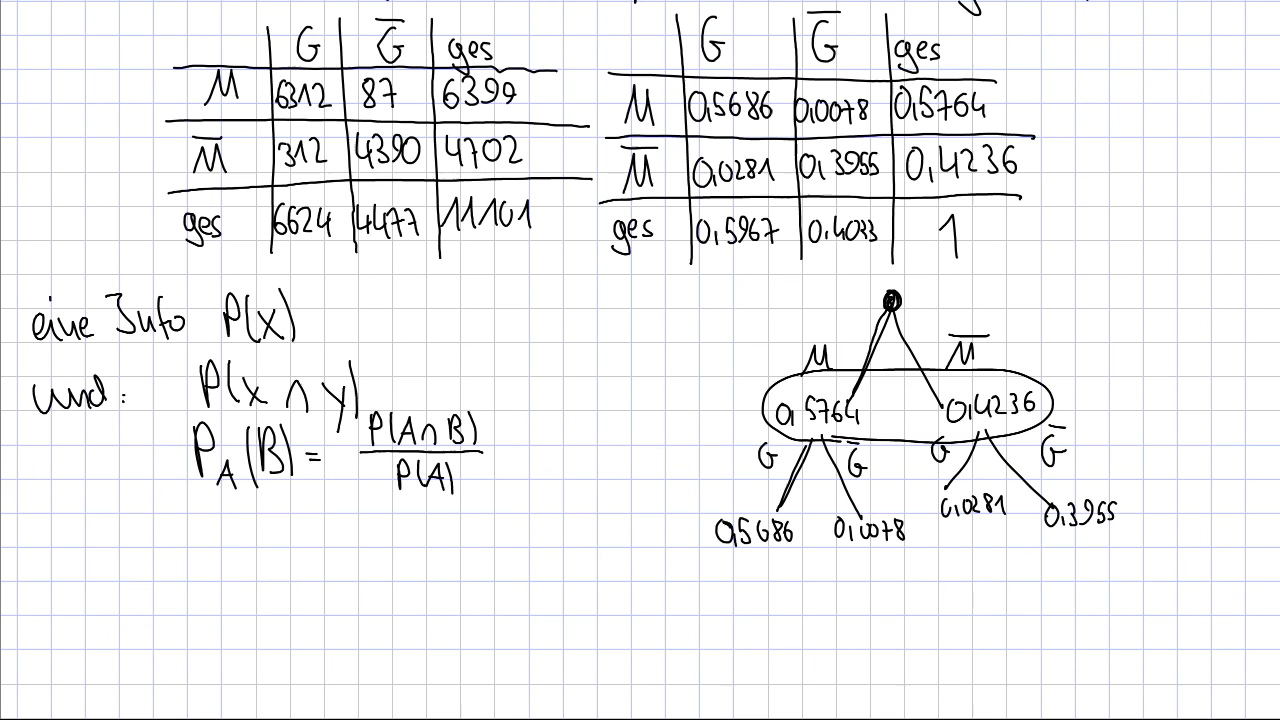 G G̅ ges
M 6312 87 6399
M̅ 312 4390 4702
ges 6624 4477 11101
G G̅ ges
M 0,5686 0,0078 0,5764
M̅ 0,0281 0,3955 0,4236
ges 0,5967 0,4033 1
eine Info P(X)
und: P(X ∩ Y)
P_A(B) = P(A∩B) / P(A)
M M̅
0,5764 0,4236
G G̅ G G̅
0,5686 0,0078 0,0281 0,3955